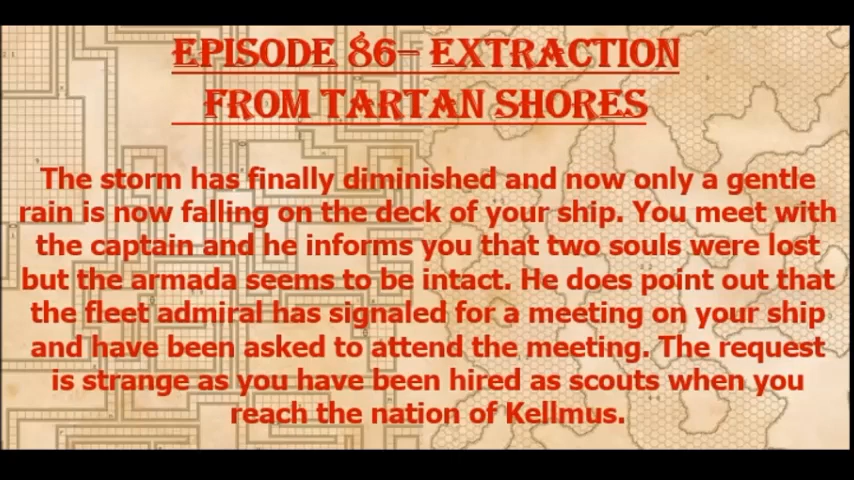 EPISODE 86– EXTRACTION
FROM TARTAN SHORES
The storm has finally diminished and now only a gentle
rain is now falling on the deck of your ship. You meet with
the captain and he informs you that two souls were lost
but the armada seems to be intact. He does point out that
the fleet admiral has signaled for a meeting on your ship
and have been asked to attend the meeting. The request
is strange as you have been hired as scouts when you
reach the nation of Kellmus.